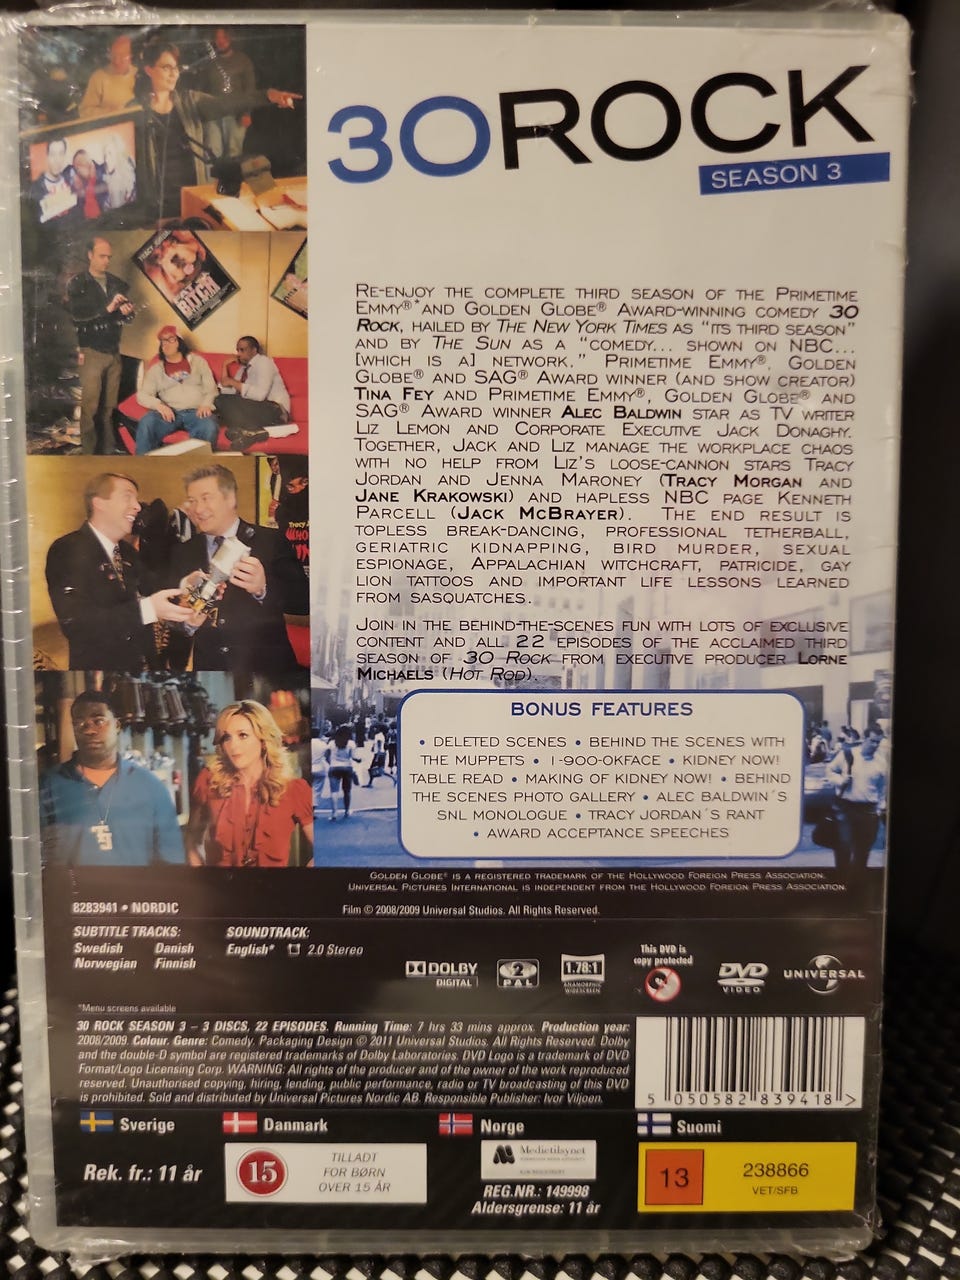 30ROCK
SEASON 3
RE-ENJOY THE COMPLETE THIRD SEASON OF THE PRIMETIME
EMMY®* AND GOLDEN GLOBE® AWARD-WINNING COMEDY 30
ROCK, HAILED BY THE NEW YORK TIMES AS "ITS THIRD SEASON"
AND BY THE SUN AS A "COMEDY... SHOWN ON NBC...
[WHICH IS A] NETWORK." PRIMETIME EMMY®, GOLDEN
GLOBE® AND SAG® AWARD WINNER (AND SHOW CREATOR)
TINA FEY AND PRIMETIME EMMY®, GOLDEN GLOBE® AND
SAG® AWARD WINNER ALEC BALDWIN STAR AS TV WRITER
LIZ LEMON AND CORPORATE EXECUTIVE JACK DONAGHY.
TOGETHER, JACK AND LIZ MANAGE THE WORKPLACE CHAOS
WITH NO HELP FROM LIZ'S LOOSE-CANNON STARS TRACY
JORDAN AND JENNA MARONEY (TRACY MORGAN AND
JANE KRAKOWSKI) AND HAPLESS NBC PAGE KENNETH
PARCELL (JACK MCBRAYER). THE END RESULT IS
TOPLESS BREAK-DANCING, PROFESSIONAL TETHERBALL,
GERIATRIC KIDNAPPING, BIRD MURDER, SEXUAL
ESPIONAGE, APPALACHIAN WITCHCRAFT, PATRICIDE, GAY
LION TATTOOS AND IMPORTANT LIFE LESSONS LEARNED
FROM SASQUATCHES.
JOIN IN THE BEHIND-THE-SCENES FUN WITH LOTS OF EXCLUSIVE
CONTENT AND ALL 22 EPISODES OF THE ACCLAIMED THIRD
SEASON OF 30 ROCK FROM EXECUTIVE PRODUCER LORNE
MICHAELS (HOT ROD).
BONUS FEATURES
• DELETED SCENES • BEHIND THE SCENES WITH
THE MUPPETS • 1-900-OKFACE • KIDNEY NOW!
TABLE READ • MAKING OF KIDNEY NOW! • BEHIND
THE SCENES PHOTO GALLERY • ALEC BALDWIN´S
SNL MONOLOGUE • TRACY JORDAN´S RANT
• AWARD ACCEPTANCE SPEECHES
GOLDEN GLOBE® IS A REGISTERED TRADEMARK OF THE HOLLYWOOD FOREIGN PRESS ASSOCIATION.
UNIVERSAL PICTURES INTERNATIONAL IS INDEPENDENT FROM THE HOLLYWOOD FOREIGN PRESS ASSOCIATION.
8283941 • NORDIC
Film © 2008/2009 Universal Studios. All Rights Reserved.
SUBTITLE TRACKS:
Swedish Danish
Norwegian Finnish
SOUNDTRACK:
English* 2.0 Stereo
DOLBY
DIGITAL
2
PAL
1.78:1
ANAMORPHIC
WIDESCREEN
This DVD is
copy protected
DVD
VIDEO
UNIVERSAL
*Menu screens available
30 ROCK SEASON 3 – 3 DISCS, 22 EPISODES. Running Time: 7 hrs 33 mins approx. Production year:
2008/2009. Colour. Genre: Comedy. Packaging Design © 2011 Universal Studios. All Rights Reserved. Dolby
and the double-D symbol are registered trademarks of Dolby Laboratories. DVD Logo is a trademark of DVD
Format/Logo Licensing Corp. WARNING: All rights of the producer and of the owner of the work reproduced
reserved. Unauthorised copying, hiring, lending, public performance, radio or TV broadcasting of this DVD
is prohibited. Sold and distributed by Universal Pictures Nordic AB. Responsible Publisher: Ivor Viljoen.
5 050582 839418 >
Sverige
Danmark
Norge
Suomi
Rek. fr.: 11 år
15
TILLADT
FOR BØRN
OVER 15 ÅR
Medietilsynet
REG.NR.: 149998
Aldersgrense: 11 år
13
238866
VET/SFB